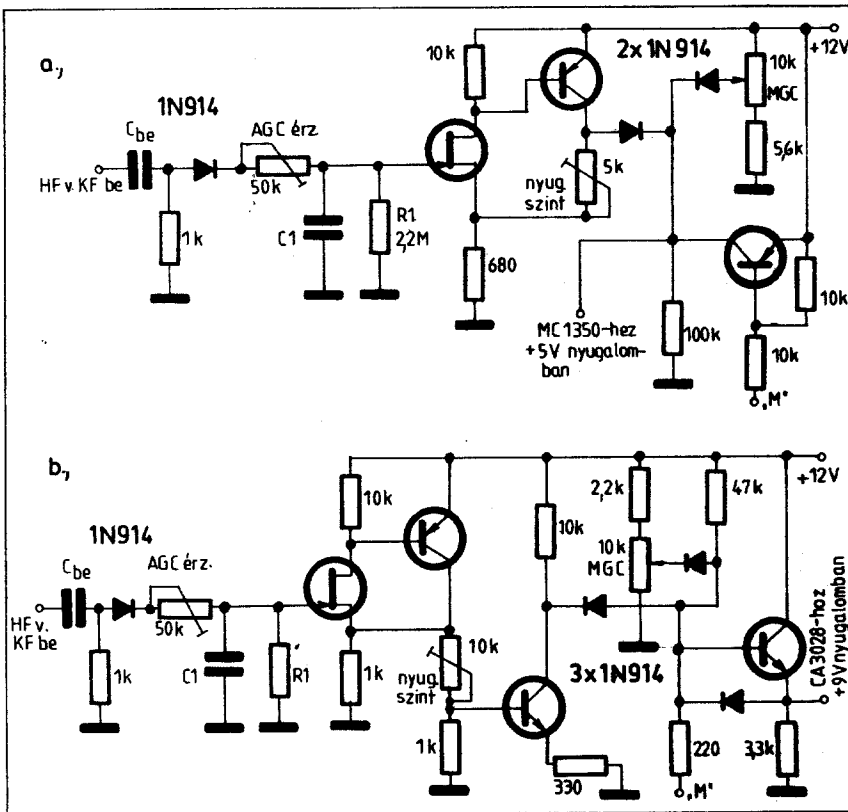 a.,
1N914
Cbe
HF v. KF be
1k
AGC érz
50k
C1
R1
2,2M
10k
680
nyug.
szint
5k
2x1N914
+12V
10k
MGC
5,6k
MC1350-hez
+5V nyugalom-
ban
100k
10k
10k
„M"
b.,
1N914
Cbe
HF v.
KF be
1k
AGC érz.
50k
C1
R1
10k
1k
nyug.
szint
10k
1k
10k
330
3x1N914
2,2k
10k
MGC
47k
+12V
220
„M"
3,3k
CA3028-hoz
+9V nyugalomban